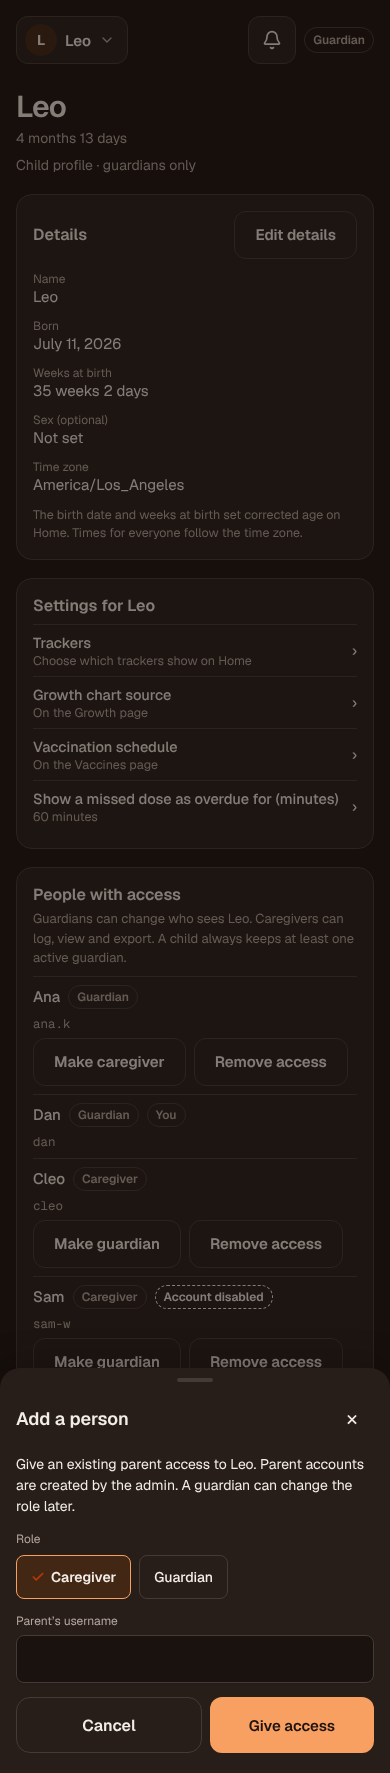 L Leo Guardian
Leo
4 months 13 days
Child profile · guardians only
Details Edit details
Name
Leo
Born
July 11, 2026
Weeks at birth
35 weeks 2 days
Sex (optional)
Not set
Time zone
America/Los_Angeles
The birth date and weeks at birth set corrected age on
Home. Times for everyone follow the time zone.
Settings for Leo
Trackers
Choose which trackers show on Home
Growth chart source
On the Growth page
Vaccination schedule
On the Vaccines page
Show a missed dose as overdue for (minutes)
60 minutes
People with access
Guardians can change who sees Leo. Caregivers can
log, view and export. A child always keeps at least one
active guardian.
Ana Guardian
ana.k
Make caregiver Remove access
Dan Guardian You
dan
Cleo Caregiver
cleo
Make guardian Remove access
Sam Caregiver Account disabled
sam-w
Make guardian Remove access
Add a person
Give an existing parent access to Leo. Parent accounts
are created by the admin. A guardian can change the
role later.
Role
Caregiver Guardian
Parent's username
Cancel Give access